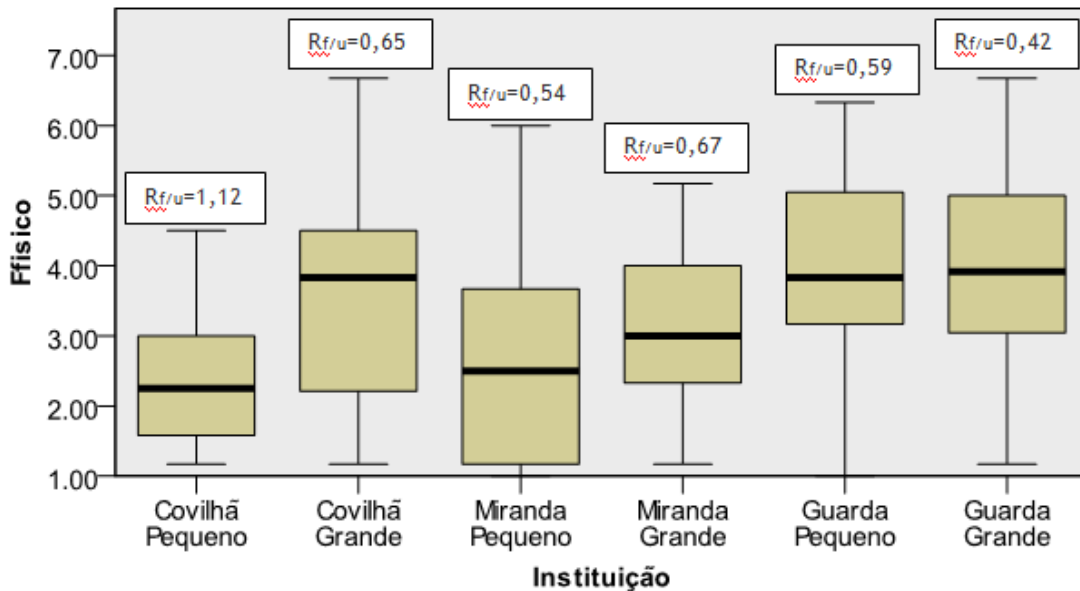 Rf/u=0,65
Rf/u=0,42
Rf/u=0,59
Rf/u=0,54
Rf/u=0,67
Rf/u=1,12
7.00
6.00
5.00
4.00
3.00
2.00
1.00
Ffisico
Covilhã
Pequeno
Covilhã
Grande
Miranda
Pequeno
Miranda
Grande
Guarda
Pequeno
Guarda
Grande
Instituição